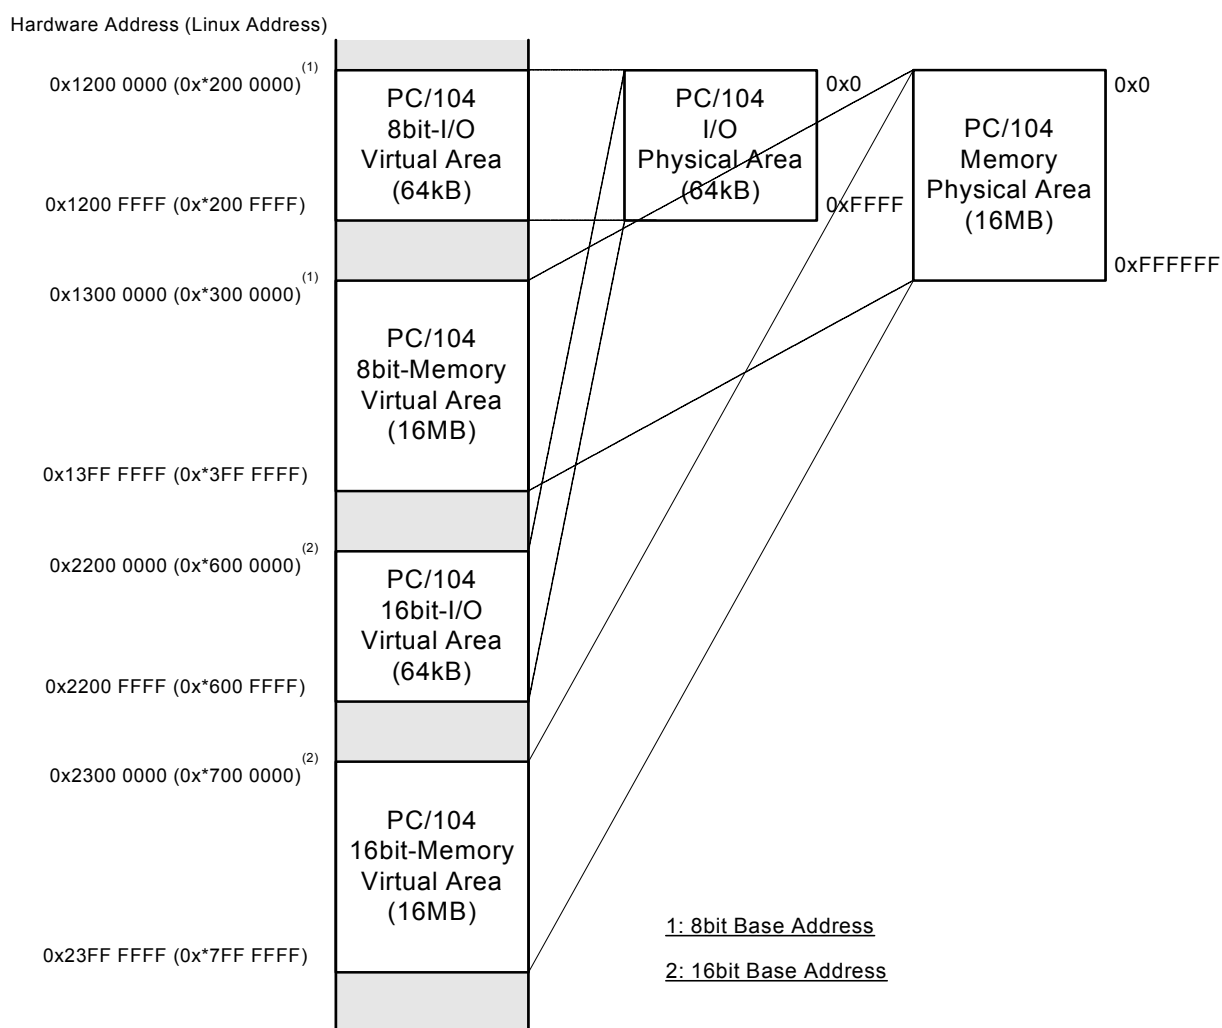 Hardware Address (Linux Address)
0x1200 0000 (0x*200 0000)(1)
PC/104
8bit-I/O
Virtual Area
(64kB)
0x1200 FFFF (0x*200 FFFF)
PC/104
I/O
Physical Area
(64kB)
0x0
0xFFFF
PC/104
Memory
Physical Area
(16MB)
0x0
0xFFFFFF
0x1300 0000 (0x*300 0000)(1)
PC/104
8bit-Memory
Virtual Area
(16MB)
0x13FF FFFF (0x*3FF FFFF)
0x2200 0000 (0x*600 0000)(2)
PC/104
16bit-I/O
Virtual Area
(64kB)
0x2200 FFFF (0x*600 FFFF)
0x2300 0000 (0x*700 0000)(2)
PC/104
16bit-Memory
Virtual Area
(16MB)
0x23FF FFFF (0x*7FF FFFF)
1: 8bit Base Address
2: 16bit Base Address